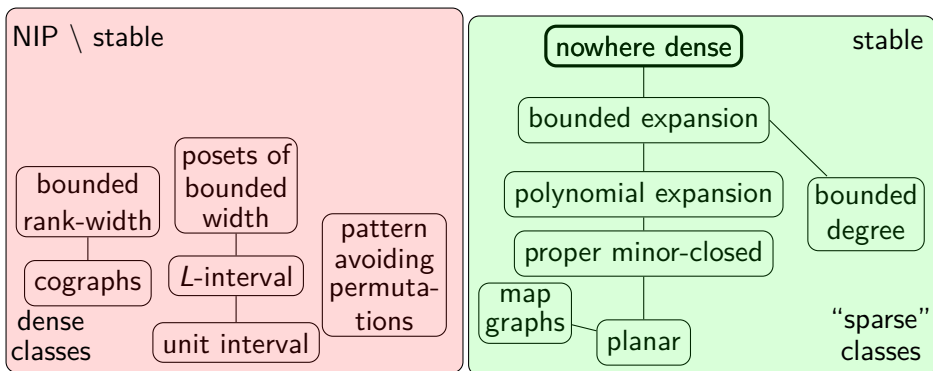 NIP \ stable
posets of
bounded
width
bounded
rank-width
pattern
avoiding
permuta-
tions
cographs
L-interval
unit interval
dense
classes
nowhere dense
stable
bounded expansion
polynomial expansion
bounded
degree
proper minor-closed
map
graphs
planar
“sparse”
classes